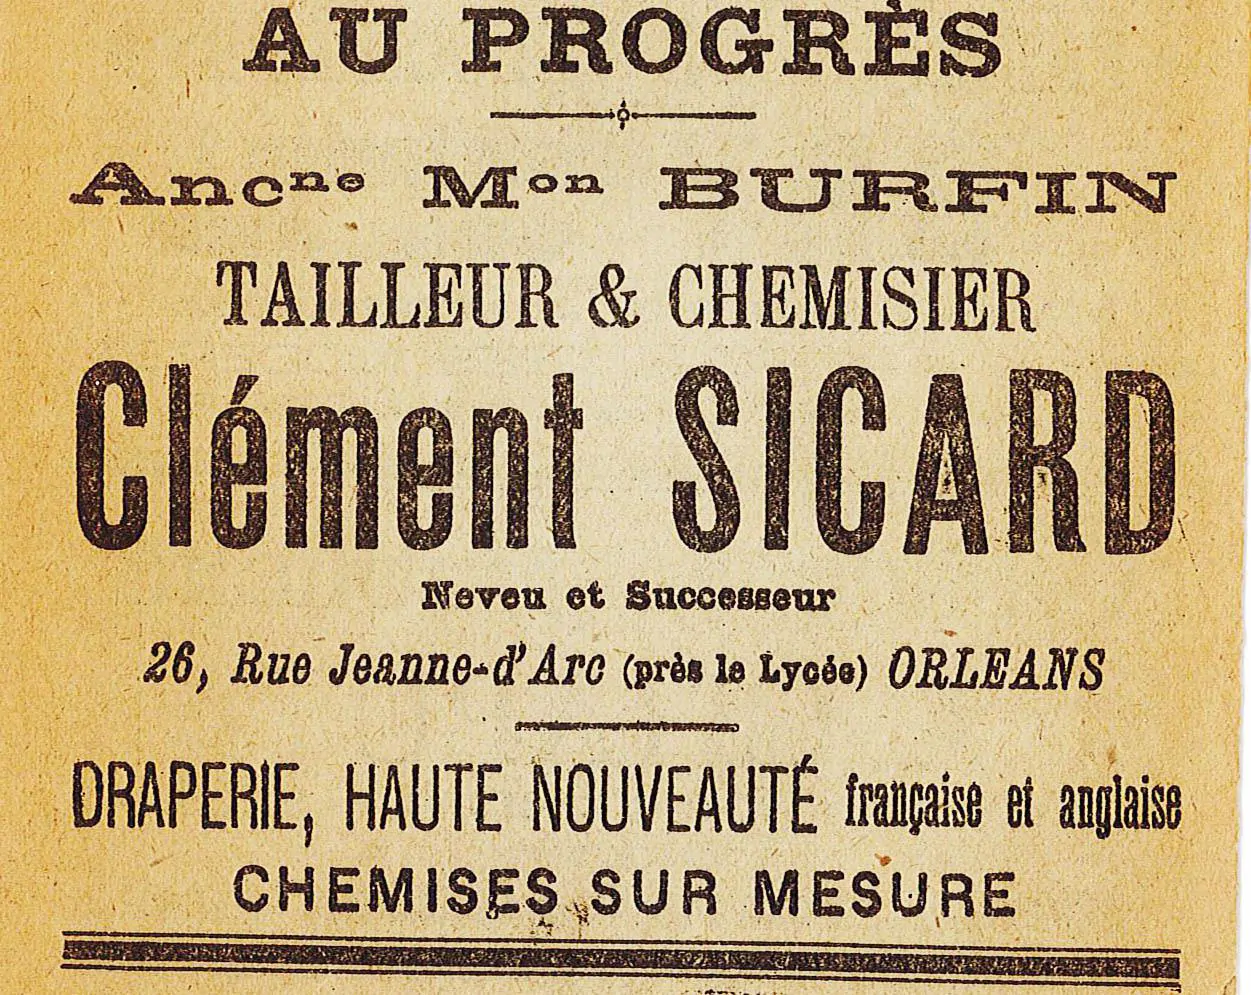 AU PROGRÈS
Ancne Mon BURFIN
TAILLEUR & CHEMISIER
Clément SICARD
Neveu et Successeur
26, Rue Jeanne-d'Arc (près le Lycée) ORLEANS
DRAPERIE, HAUTE NOUVEAUTÉ française et anglaise
CHEMISES SUR MESURE